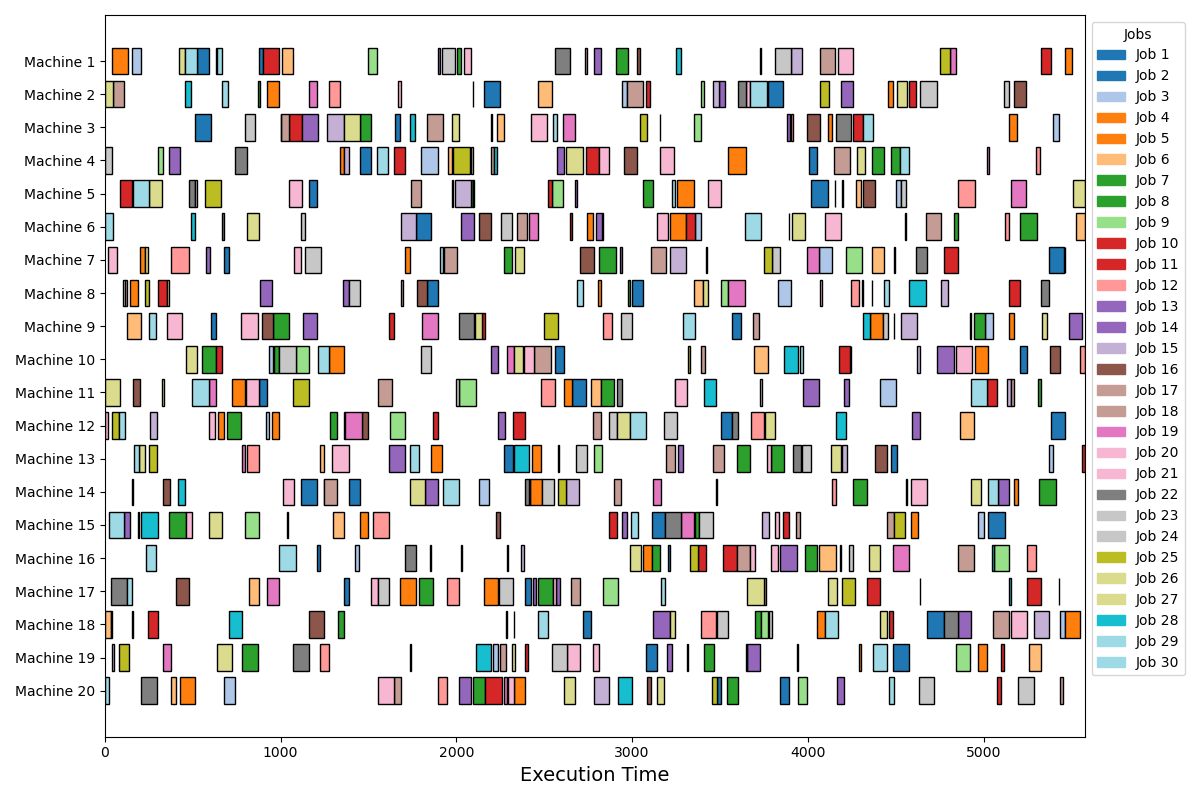 Machine 1
Machine 2
Machine 3
Machine 4
Machine 5
Machine 6
Machine 7
Machine 8
Machine 9
Machine 10
Machine 11
Machine 12
Machine 13
Machine 14
Machine 15
Machine 16
Machine 17
Machine 18
Machine 19
Machine 20
0 1000 2000 3000 4000 5000
Execution Time
Jobs
Job 1
Job 2
Job 3
Job 4
Job 5
Job 6
Job 7
Job 8
Job 9
Job 10
Job 11
Job 12
Job 13
Job 14
Job 15
Job 16
Job 17
Job 18
Job 19
Job 20
Job 21
Job 22
Job 23
Job 24
Job 25
Job 26
Job 27
Job 28
Job 29
Job 30